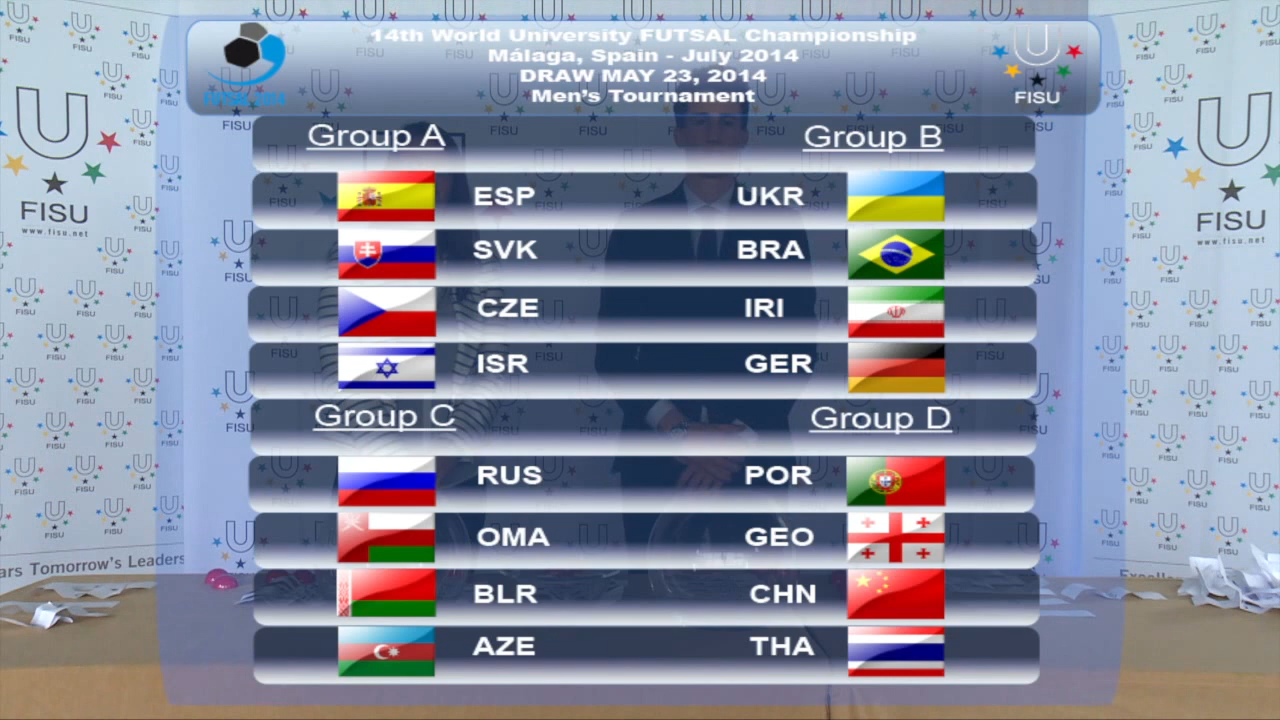 14th World University FUTSAL Championship
Málaga, Spain - July 2014
DRAW MAY 23, 2014
Men's Tournament
FISU
Group A
Group B
ESP
UKR
SVK
BRA
CZE
IRI
ISR
GER
Group C
Group D
RUS
POR
OMA
GEO
BLR
CHN
AZE
THA
FISU
www.fisu.net
FISU
www.fisu.net
ars Tomorrow's Leaders